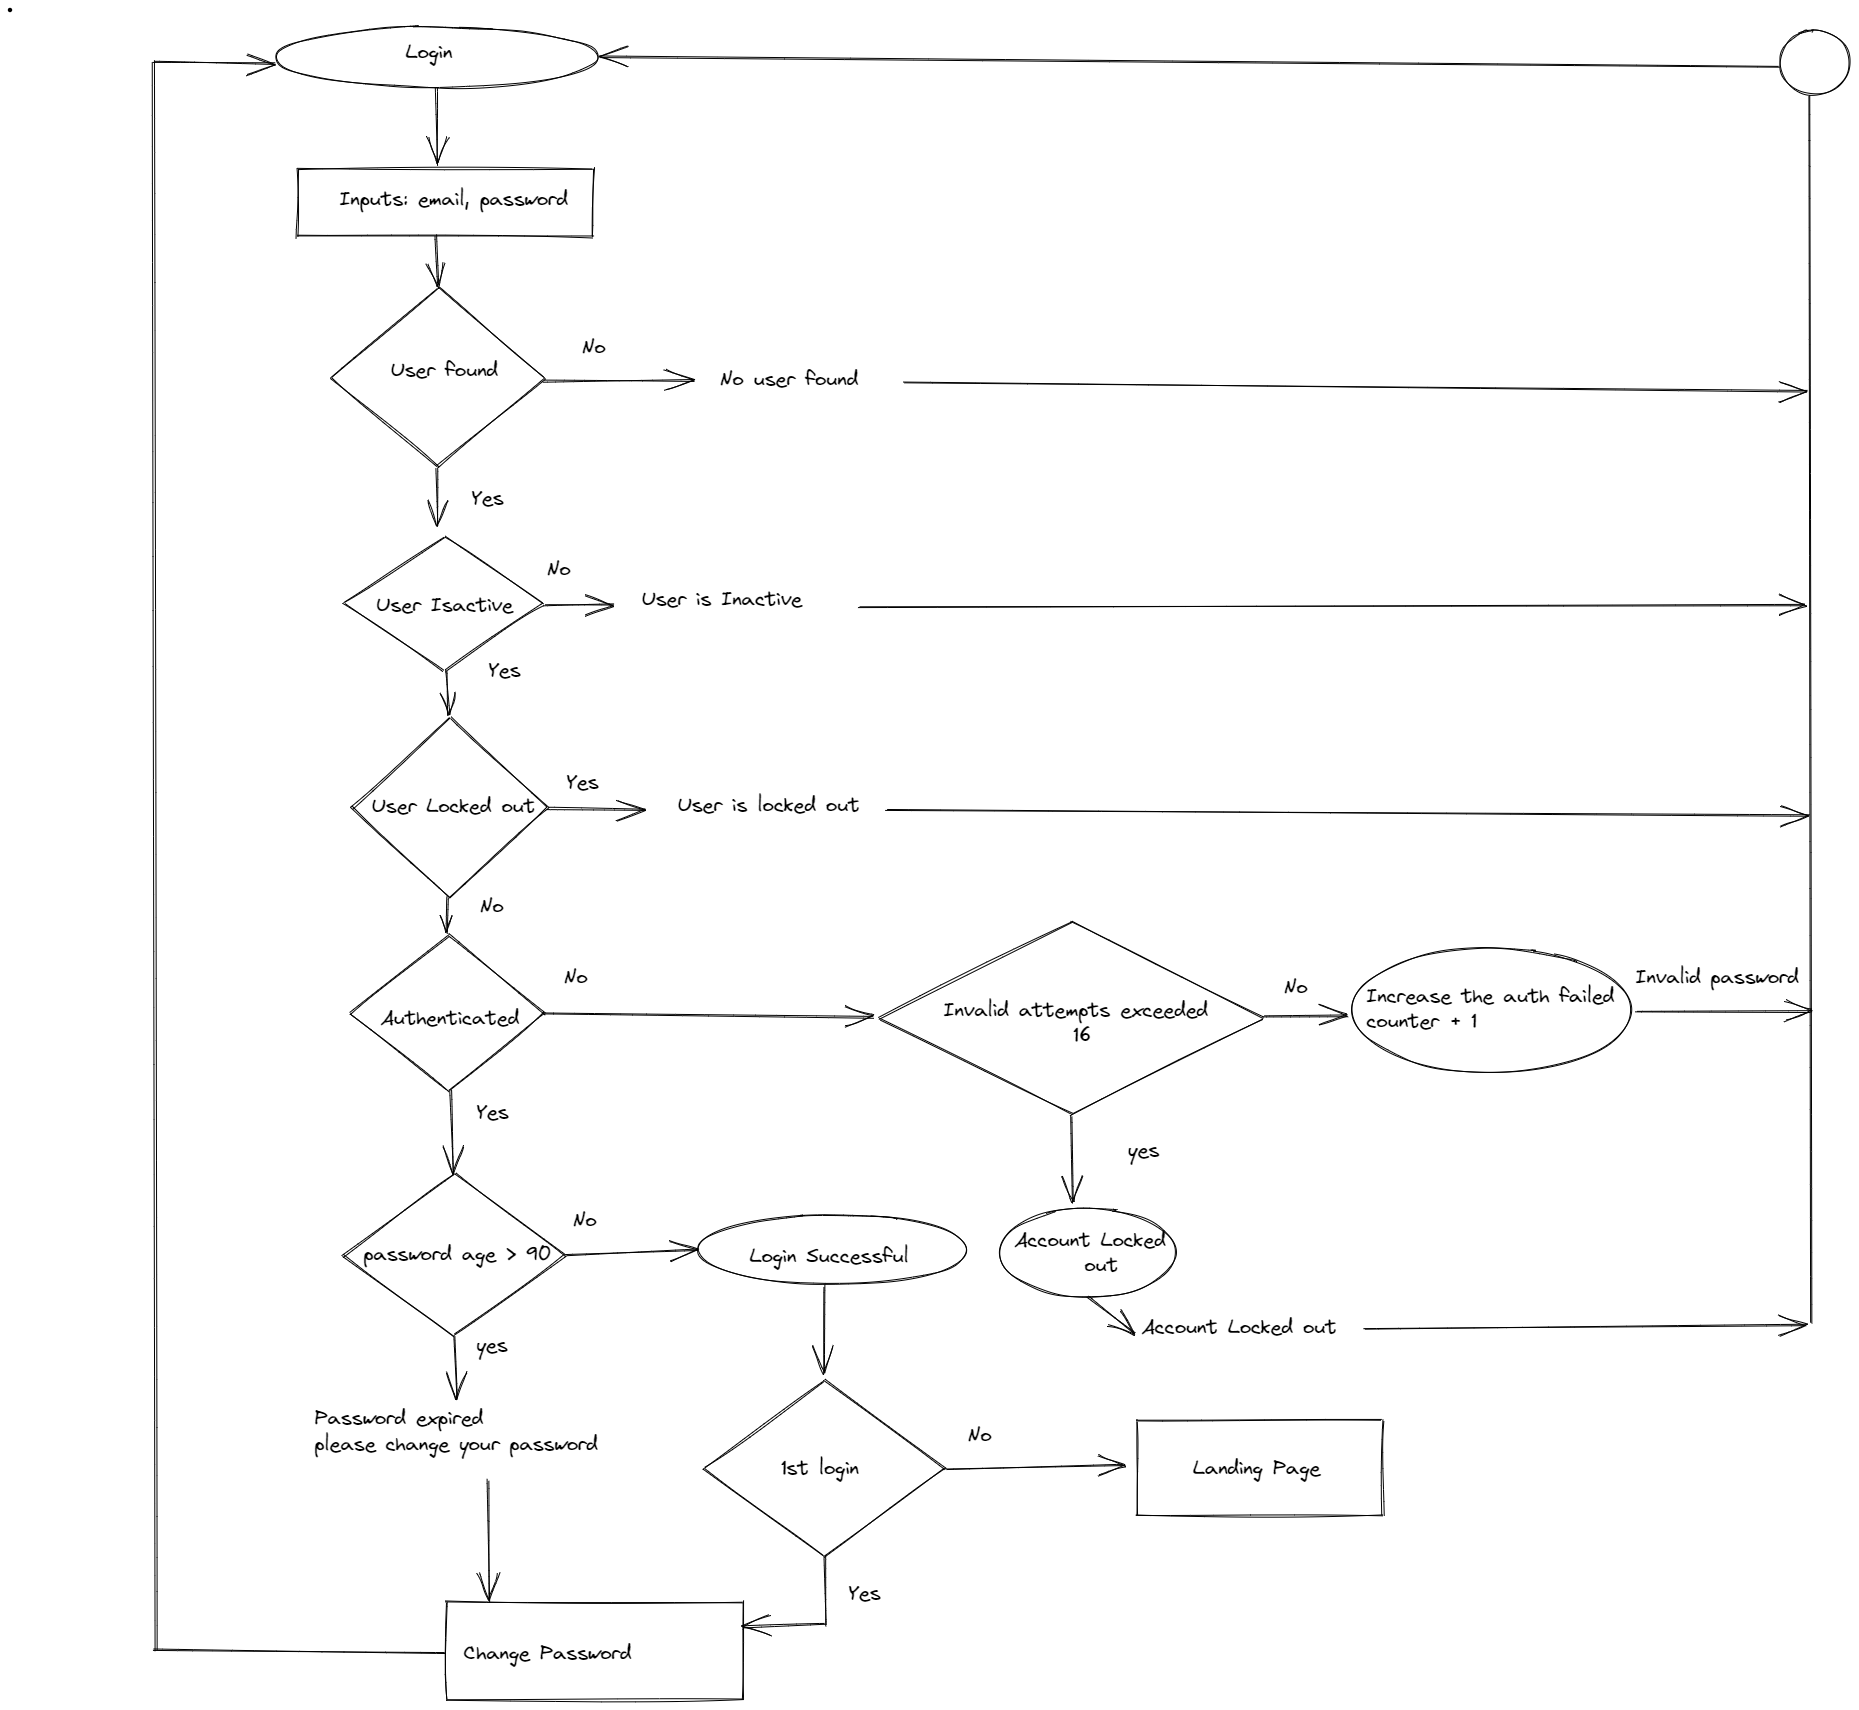 Login
Inputs: email, password
User found
No
No user found
Yes
User Isactive
No
User is Inactive
Yes
User Locked out
Yes
User is locked out
No
Authenticated
No
Invalid attempts exceeded
16
No
Increase the auth failed
counter + 1
Invalid password
Yes
yes
password age > 90
No
Login Successful
Account Locked
out
Account Locked out
yes
Password expired
please change your password
1st login
No
Landing Page
Yes
Change Password